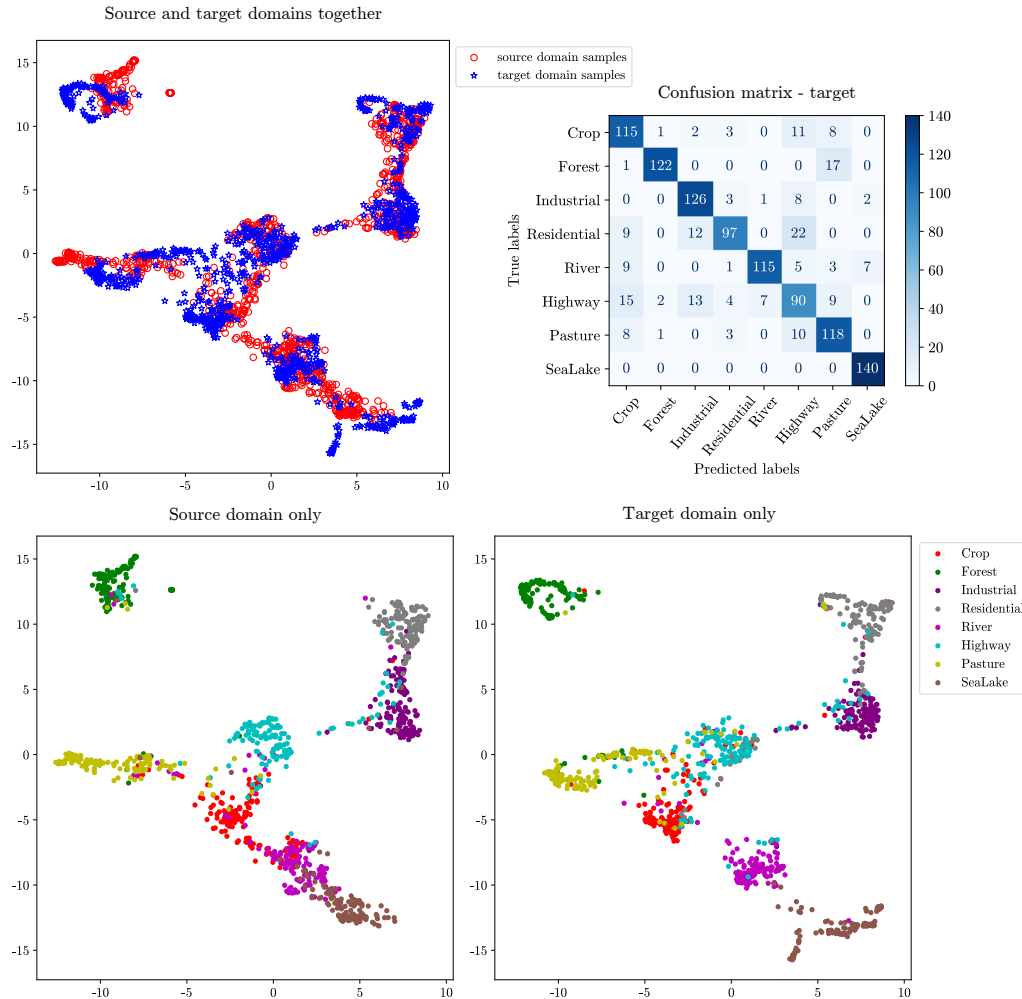 Source and target domains together
15
10
5
0
-5
-10
-15
-10 -5 0 5 10
source domain samples
target domain samples
Confusion matrix - target
True labels
Crop 115 1 2 3 0 11 8 0
Forest 1 122 0 0 0 0 17 0
Industrial 0 0 126 3 1 8 0 2
Residential 9 0 12 97 0 22 0 0
River 9 0 0 1 115 5 3 7
Highway 15 2 13 4 7 90 9 0
Pasture 8 1 0 3 0 10 118 0
SeaLake 0 0 0 0 0 0 0 140
Crop Forest Industrial Residential River Highway Pasture SeaLake
Predicted labels
140
120
100
80
60
40
20
0
Source domain only
15
10
5
0
-5
-10
-15
-10 -5 0 5 10
Target domain only
15
10
5
0
-5
-10
-15
-10 -5 0 5 10
Crop
Forest
Industrial
Residential
River
Highway
Pasture
SeaLake